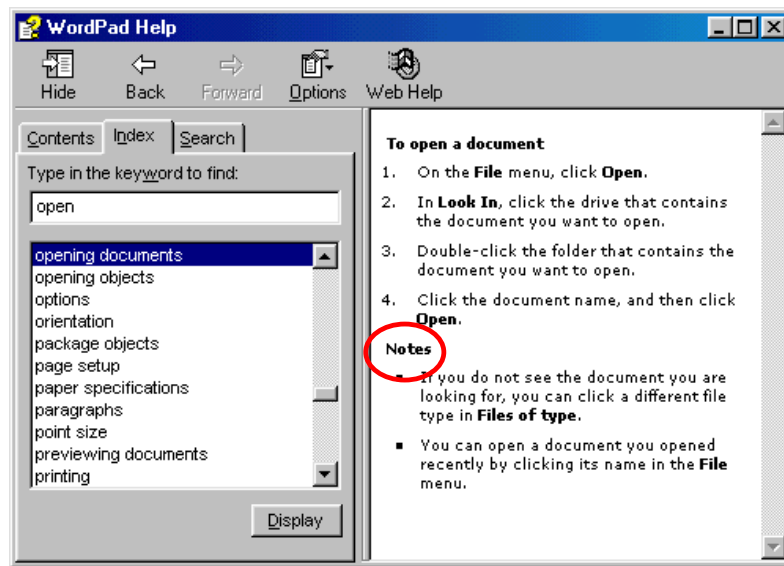 WordPad Help
Hide Back Forward Options Web Help
Contents Index Search
Type in the keyword to find:
open
opening documents
opening objects
options
orientation
package objects
page setup
paper specifications
paragraphs
point size
previewing documents
printing
Display
To open a document
1. On the File menu, click Open.
2. In Look In, click the drive that contains
the document you want to open.
3. Double-click the folder that contains the
document you want to open.
4. Click the document name, and then click
Open.
Notes
▪ If you do not see the document you are
looking for, you can click a different file
type in Files of type.
▪ You can open a document you opened
recently by clicking its name in the File
menu.